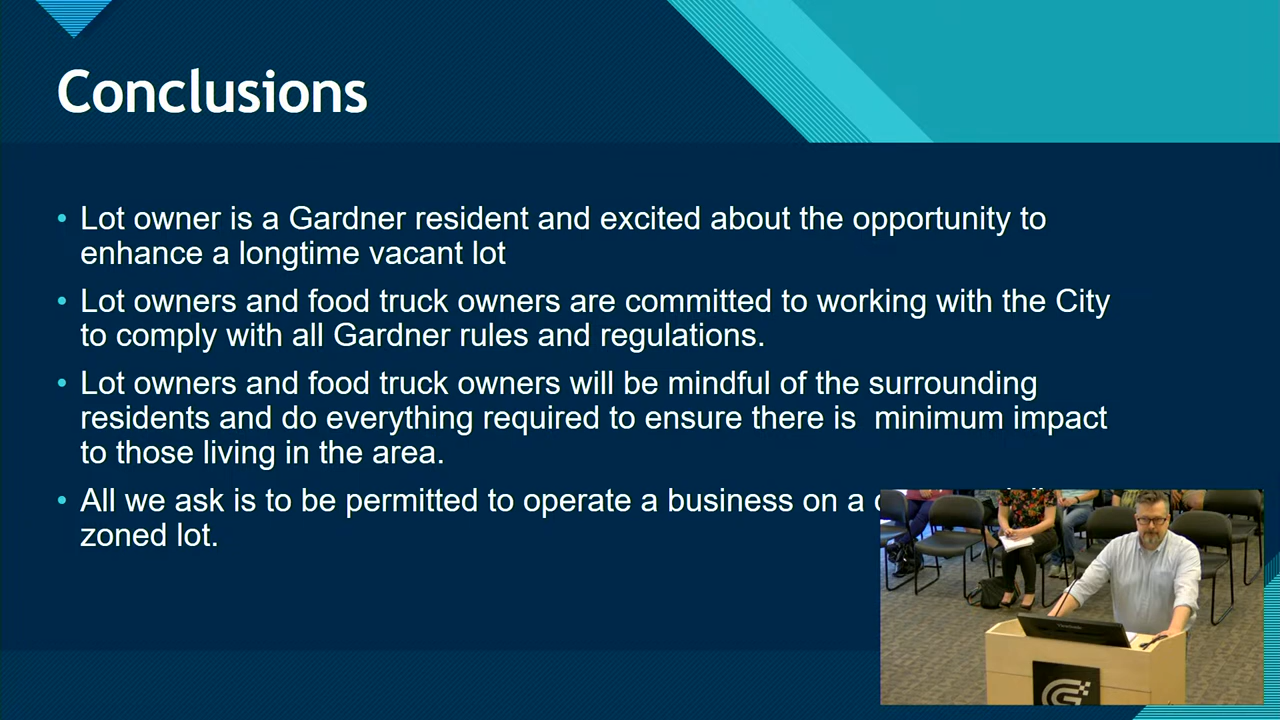 Conclusions
• Lot owner is a Gardner resident and excited about the opportunity to
enhance a longtime vacant lot
• Lot owners and food truck owners are committed to working with the City
to comply with all Gardner rules and regulations.
• Lot owners and food truck owners will be mindful of the surrounding
residents and do everything required to ensure there is  minimum impact
to those living in the area.
• All we ask is to be permitted to operate a business on a
zoned lot.